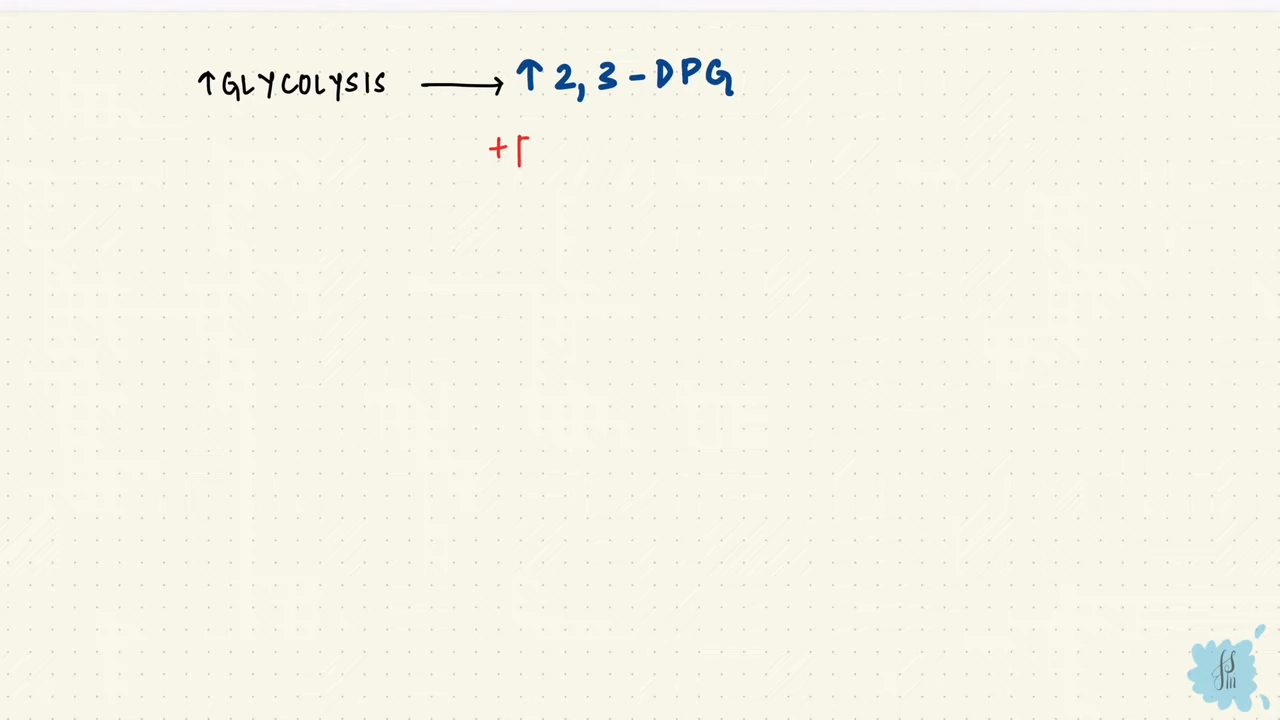 ↑GLYCOLYSIS → ↑ 2,3-DPG
+